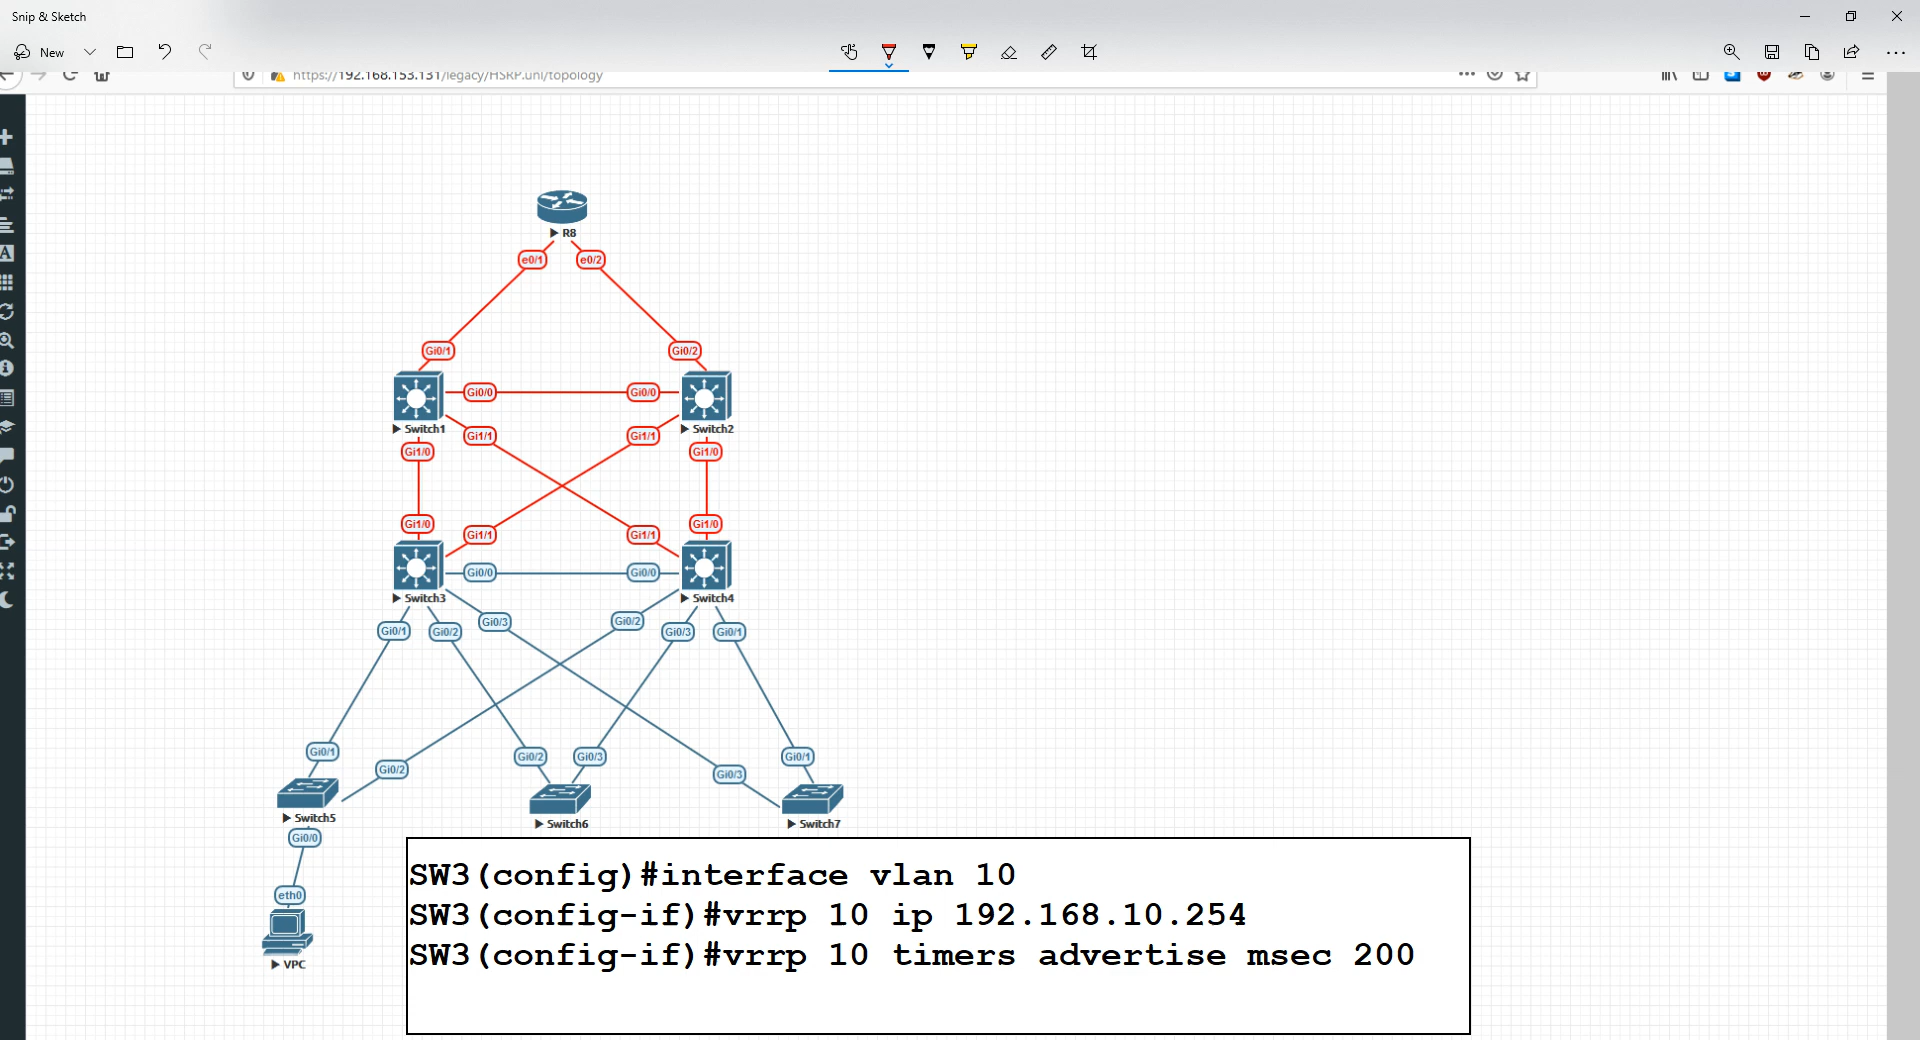 Snip & Sketch
New
https://192.168.153.131/legacy/HSRP.unl/topology
R8
e0/1
e0/2
Gi0/1
Gi0/2
Gi0/0
Gi0/0
Switch1
Switch2
Gi1/1
Gi1/1
Gi1/0
Gi1/0
Gi1/0
Gi1/0
Gi1/1
Gi1/1
Gi0/0
Gi0/0
Switch3
Switch4
Gi0/1
Gi0/2
Gi0/3
Gi0/2
Gi0/3
Gi0/1
Gi0/1
Gi0/2
Gi0/2
Gi0/3
Gi0/3
Gi0/1
Switch5
Switch6
Switch7
Gi0/0
eth0
VPC
SW3(config)#interface vlan 10
SW3(config-if)#vrrp 10 ip 192.168.10.254
SW3(config-if)#vrrp 10 timers advertise msec 200